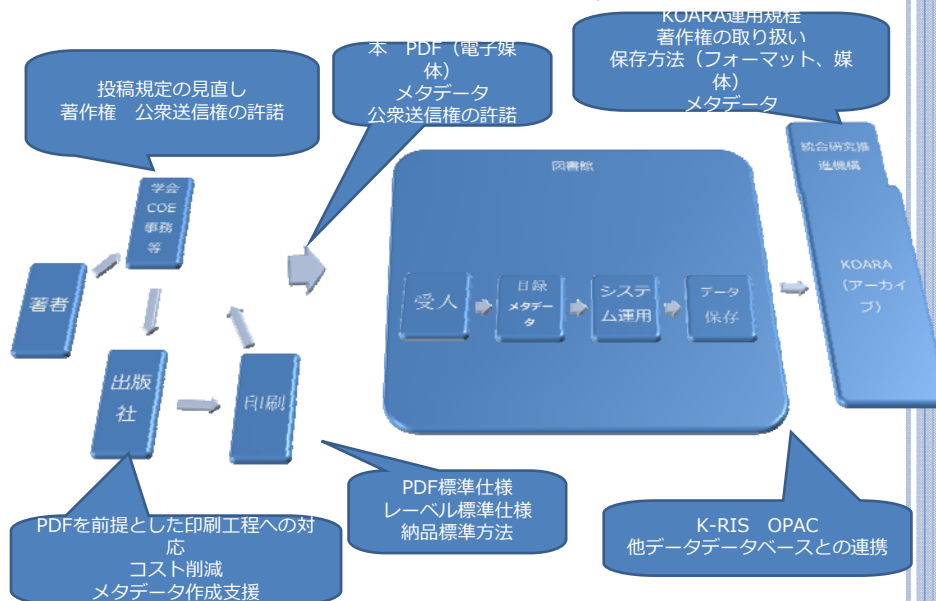 KOARA運用規程
著作権の取り扱い
保存方法（フォーマット、媒
体）
メタデータ
本　PDF（電子媒
体）
メタデータ
公衆送信権の許諾
投稿規定の見直し
著作権　公衆送信権の許諾
統合研究推
進機構
図書館
学会
COE
事務
等
著者
受入
目録
メタデー
タ
システ
ム運用
データ
保存
KOARA
（アーカイ
ブ）
出版
社
印刷
PDF標準仕様
レーベル標準仕様
納品標準方法
K-RIS　OPAC
他データデータベースとの連携
PDFを前提とした印刷工程への対
応
コスト削減
メタデータ作成支援